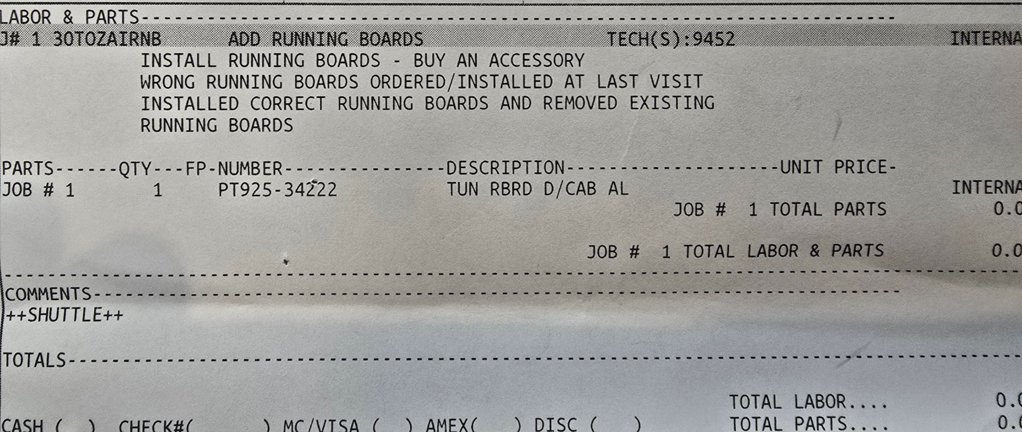 LABOR & PARTS----------------------------------------------------------------
J# 1 30TOZAIRNB ADD RUNNING BOARDS TECH(S):9452 INTERNA
INSTALL RUNNING BOARDS - BUY AN ACCESSORY
WRONG RUNNING BOARDS ORDERED/INSTALLED AT LAST VISIT
INSTALLED CORRECT RUNNING BOARDS AND REMOVED EXISTING
RUNNING BOARDS
PARTS------QTY---FP-NUMBER---------------DESCRIPTION--------------------UNIT PRICE-
JOB # 1 1 PT925-34222 TUN RBRD D/CAB AL INTERNA
JOB # 1 TOTAL PARTS 0.0
JOB # 1 TOTAL LABOR & PARTS 0.0
COMMENTS---------------------------------------------------------------------
++SHUTTLE++
TOTALS-----------------------------------------------------------------------
TOTAL LABOR.... 0.0
CASH ( ) CHECK#( ) MC/VISA ( ) AMEX( ) DISC ( ) TOTAL PARTS.... 0.0